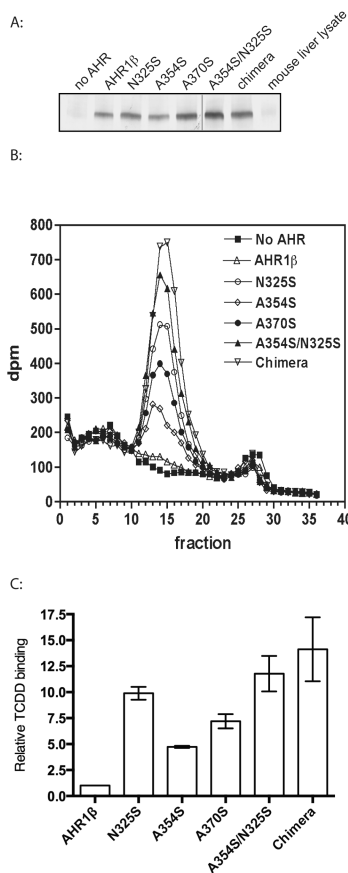 A:
no AHR
AHR1β
N325S
A354S
A370S
A354S/N325S
chimera
mouse liver lysate
B:
800
700
600
500
400
300
200
100
0
dpm
No AHR
AHR1β
N325S
A354S
A370S
A354S/N325S
Chimera
0 5 10 15 20 25 30 35 40
fraction
C:
17.5
15.0
12.5
10.0
7.5
5.0
2.5
0.0
Relative TCDD binding
AHR1β
N325S
A354S
A370S
A354S/N325S
Chimera